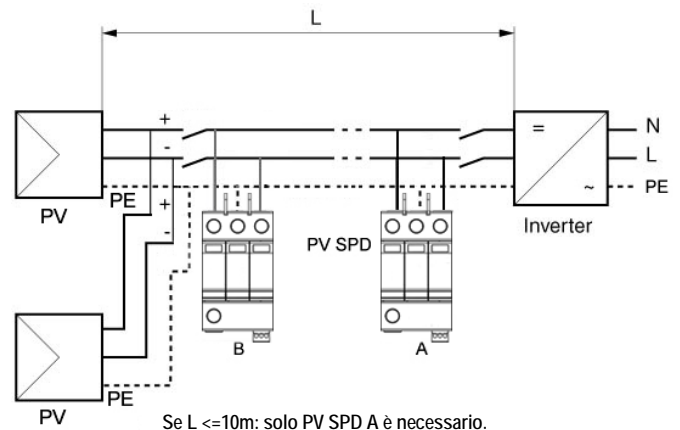 L
+
-
N
L
PE
=
~
PE
PV
+
-
PV SPD
Inverter
B
A
PE
PV
Se L <=10m: solo PV SPD A è necessario.